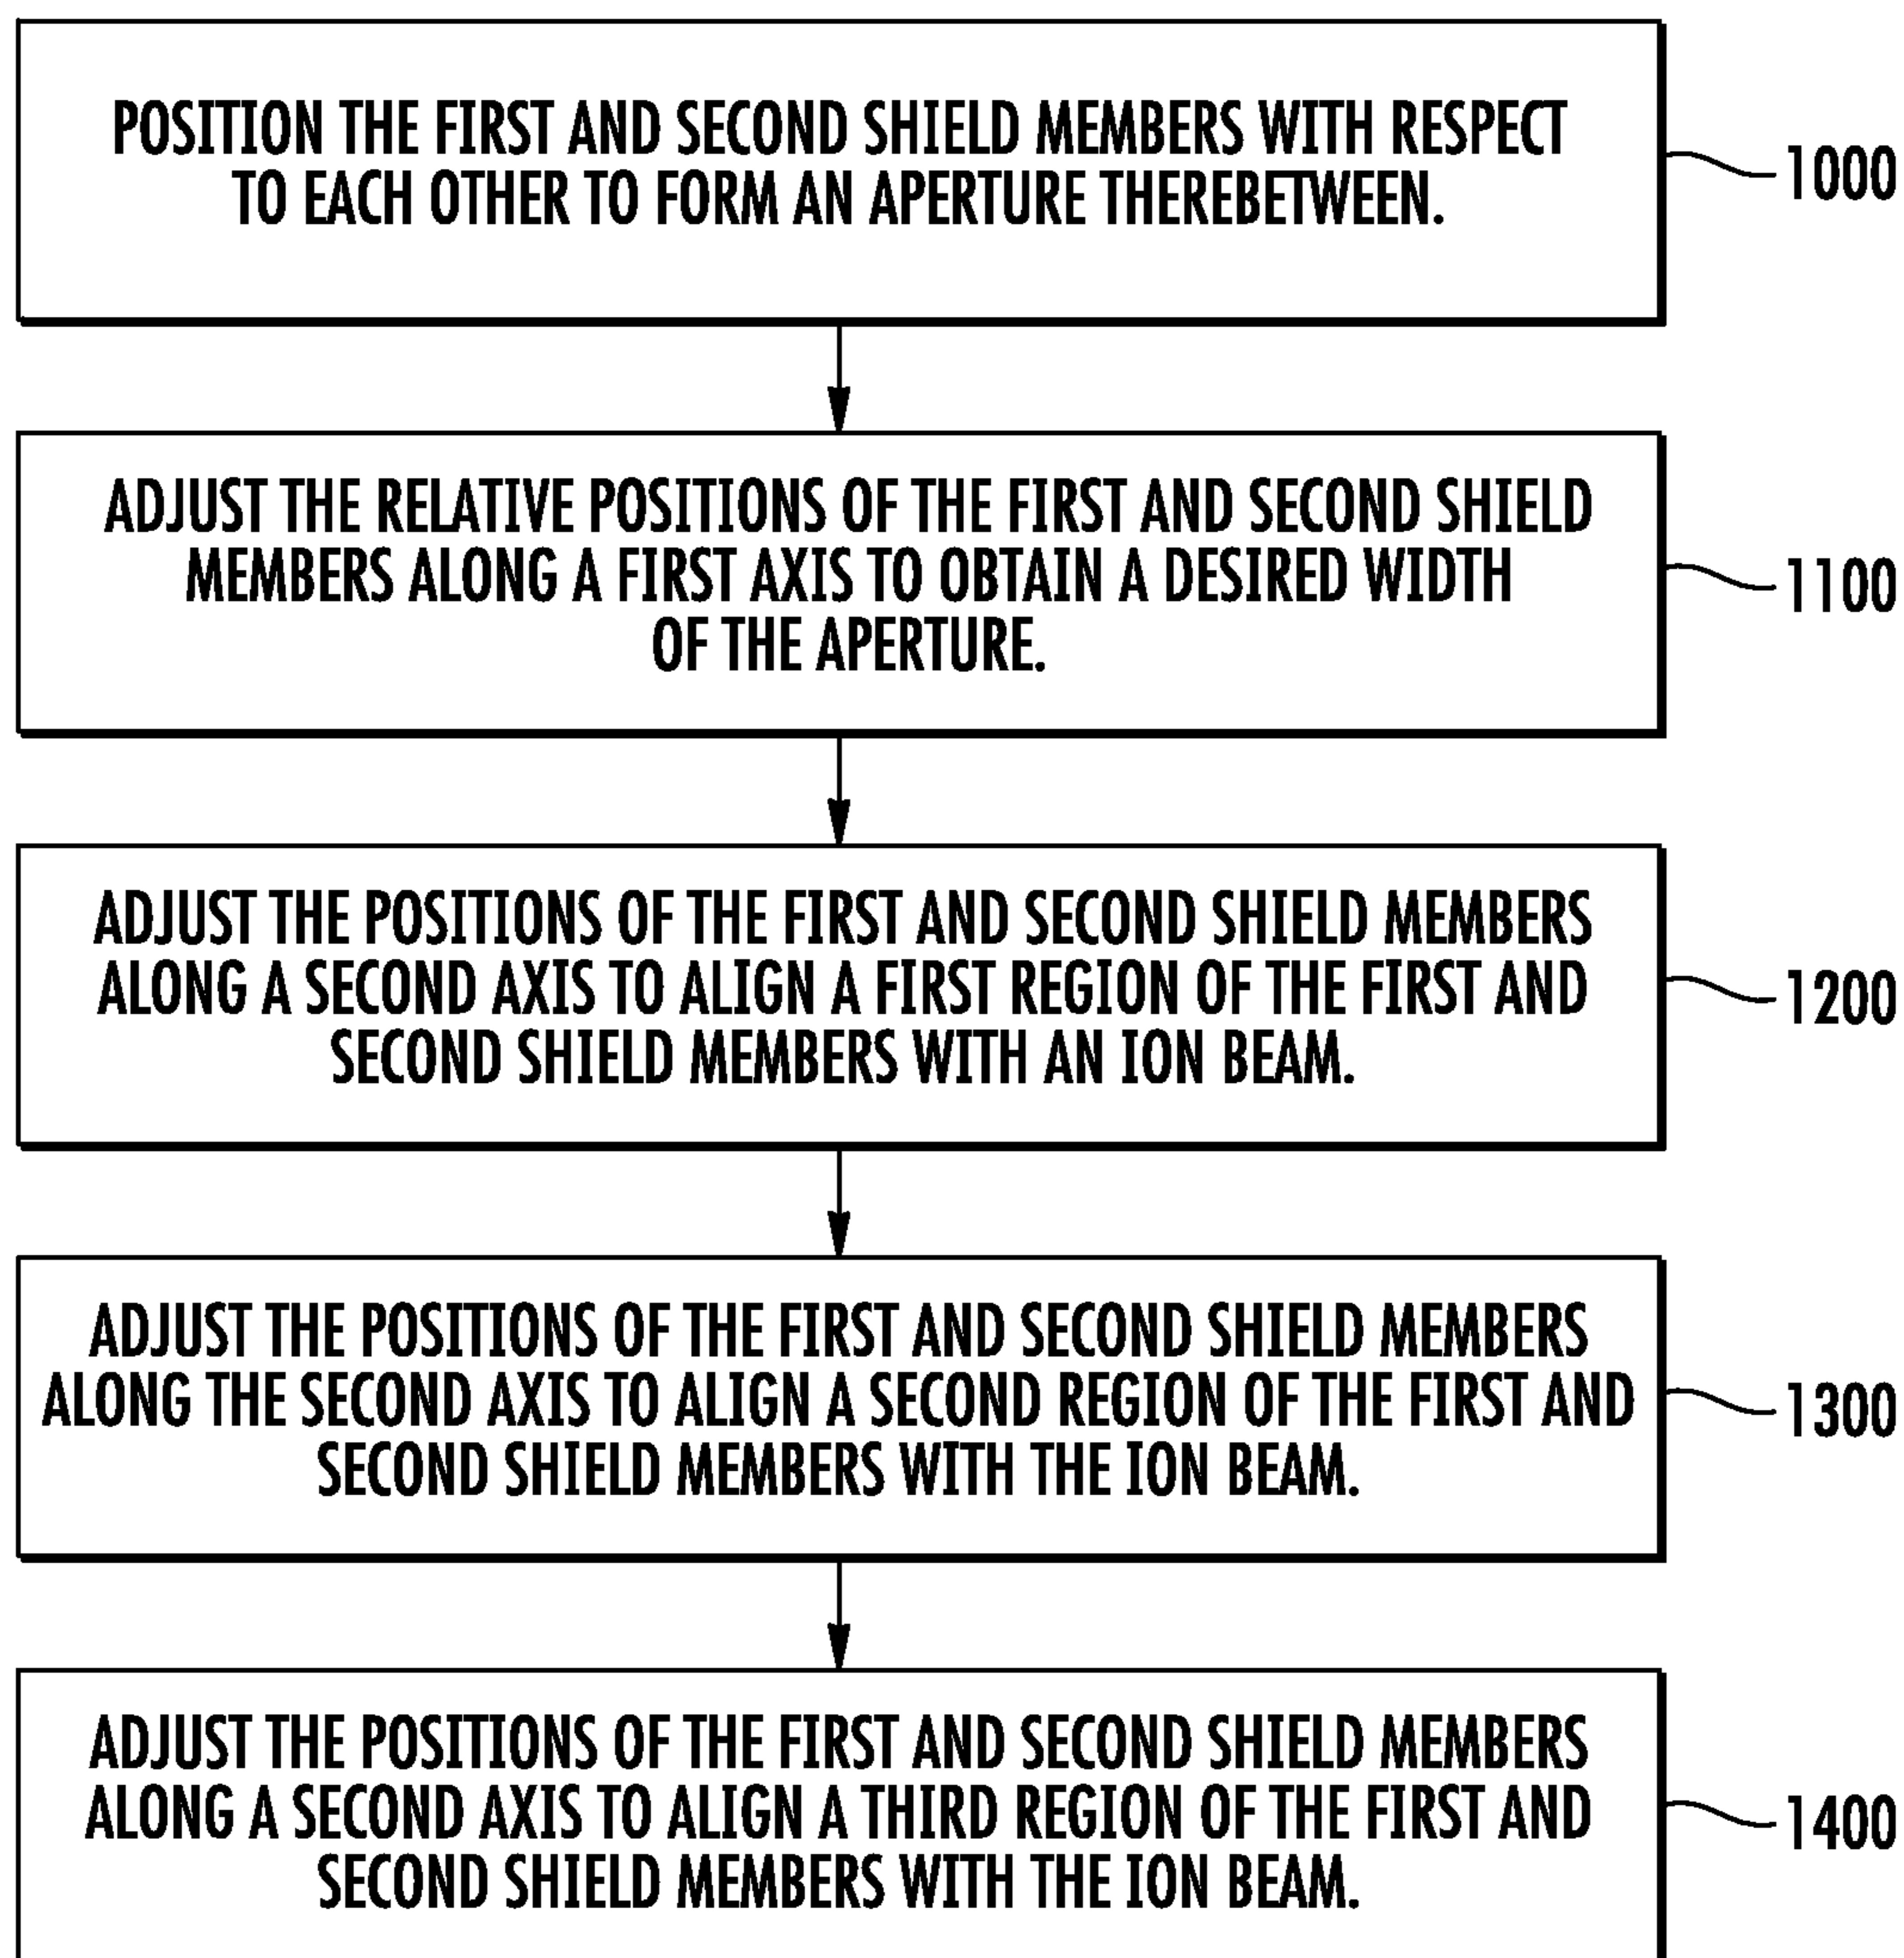 POSITION THE FIRST AND SECOND SHIELD MEMBERS WITH RESPECT
TO EACH OTHER TO FORM AN APERTURE THEREBETWEEN.
1000
ADJUST THE RELATIVE POSITIONS OF THE FIRST AND SECOND SHIELD
MEMBERS ALONG A FIRST AXIS TO OBTAIN A DESIRED WIDTH
OF THE APERTURE.
1100
ADJUST THE POSITIONS OF THE FIRST AND SECOND SHIELD MEMBERS
ALONG A SECOND AXIS TO ALIGN A FIRST REGION OF THE FIRST AND
SECOND SHIELD MEMBERS WITH AN ION BEAM.
1200
ADJUST THE POSITIONS OF THE FIRST AND SECOND SHIELD MEMBERS
ALONG THE SECOND AXIS TO ALIGN A SECOND REGION OF THE FIRST AND
SECOND SHIELD MEMBERS WITH THE ION BEAM.
1300
ADJUST THE POSITIONS OF THE FIRST AND SECOND SHIELD MEMBERS
ALONG A SECOND AXIS TO ALIGN A THIRD REGION OF THE FIRST AND
SECOND SHIELD MEMBERS WITH THE ION BEAM.
1400